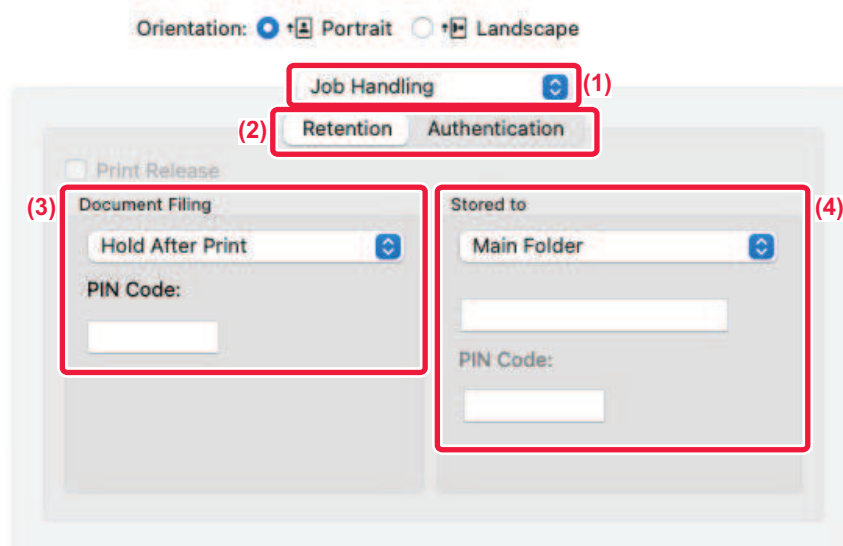 Orientation: Portrait Landscape
Job Handling (1)
(2) Retention Authentication
Print Release
(3) Document Filing Stored to (4)
Hold After Print Main Folder
PIN Code:
PIN Code: